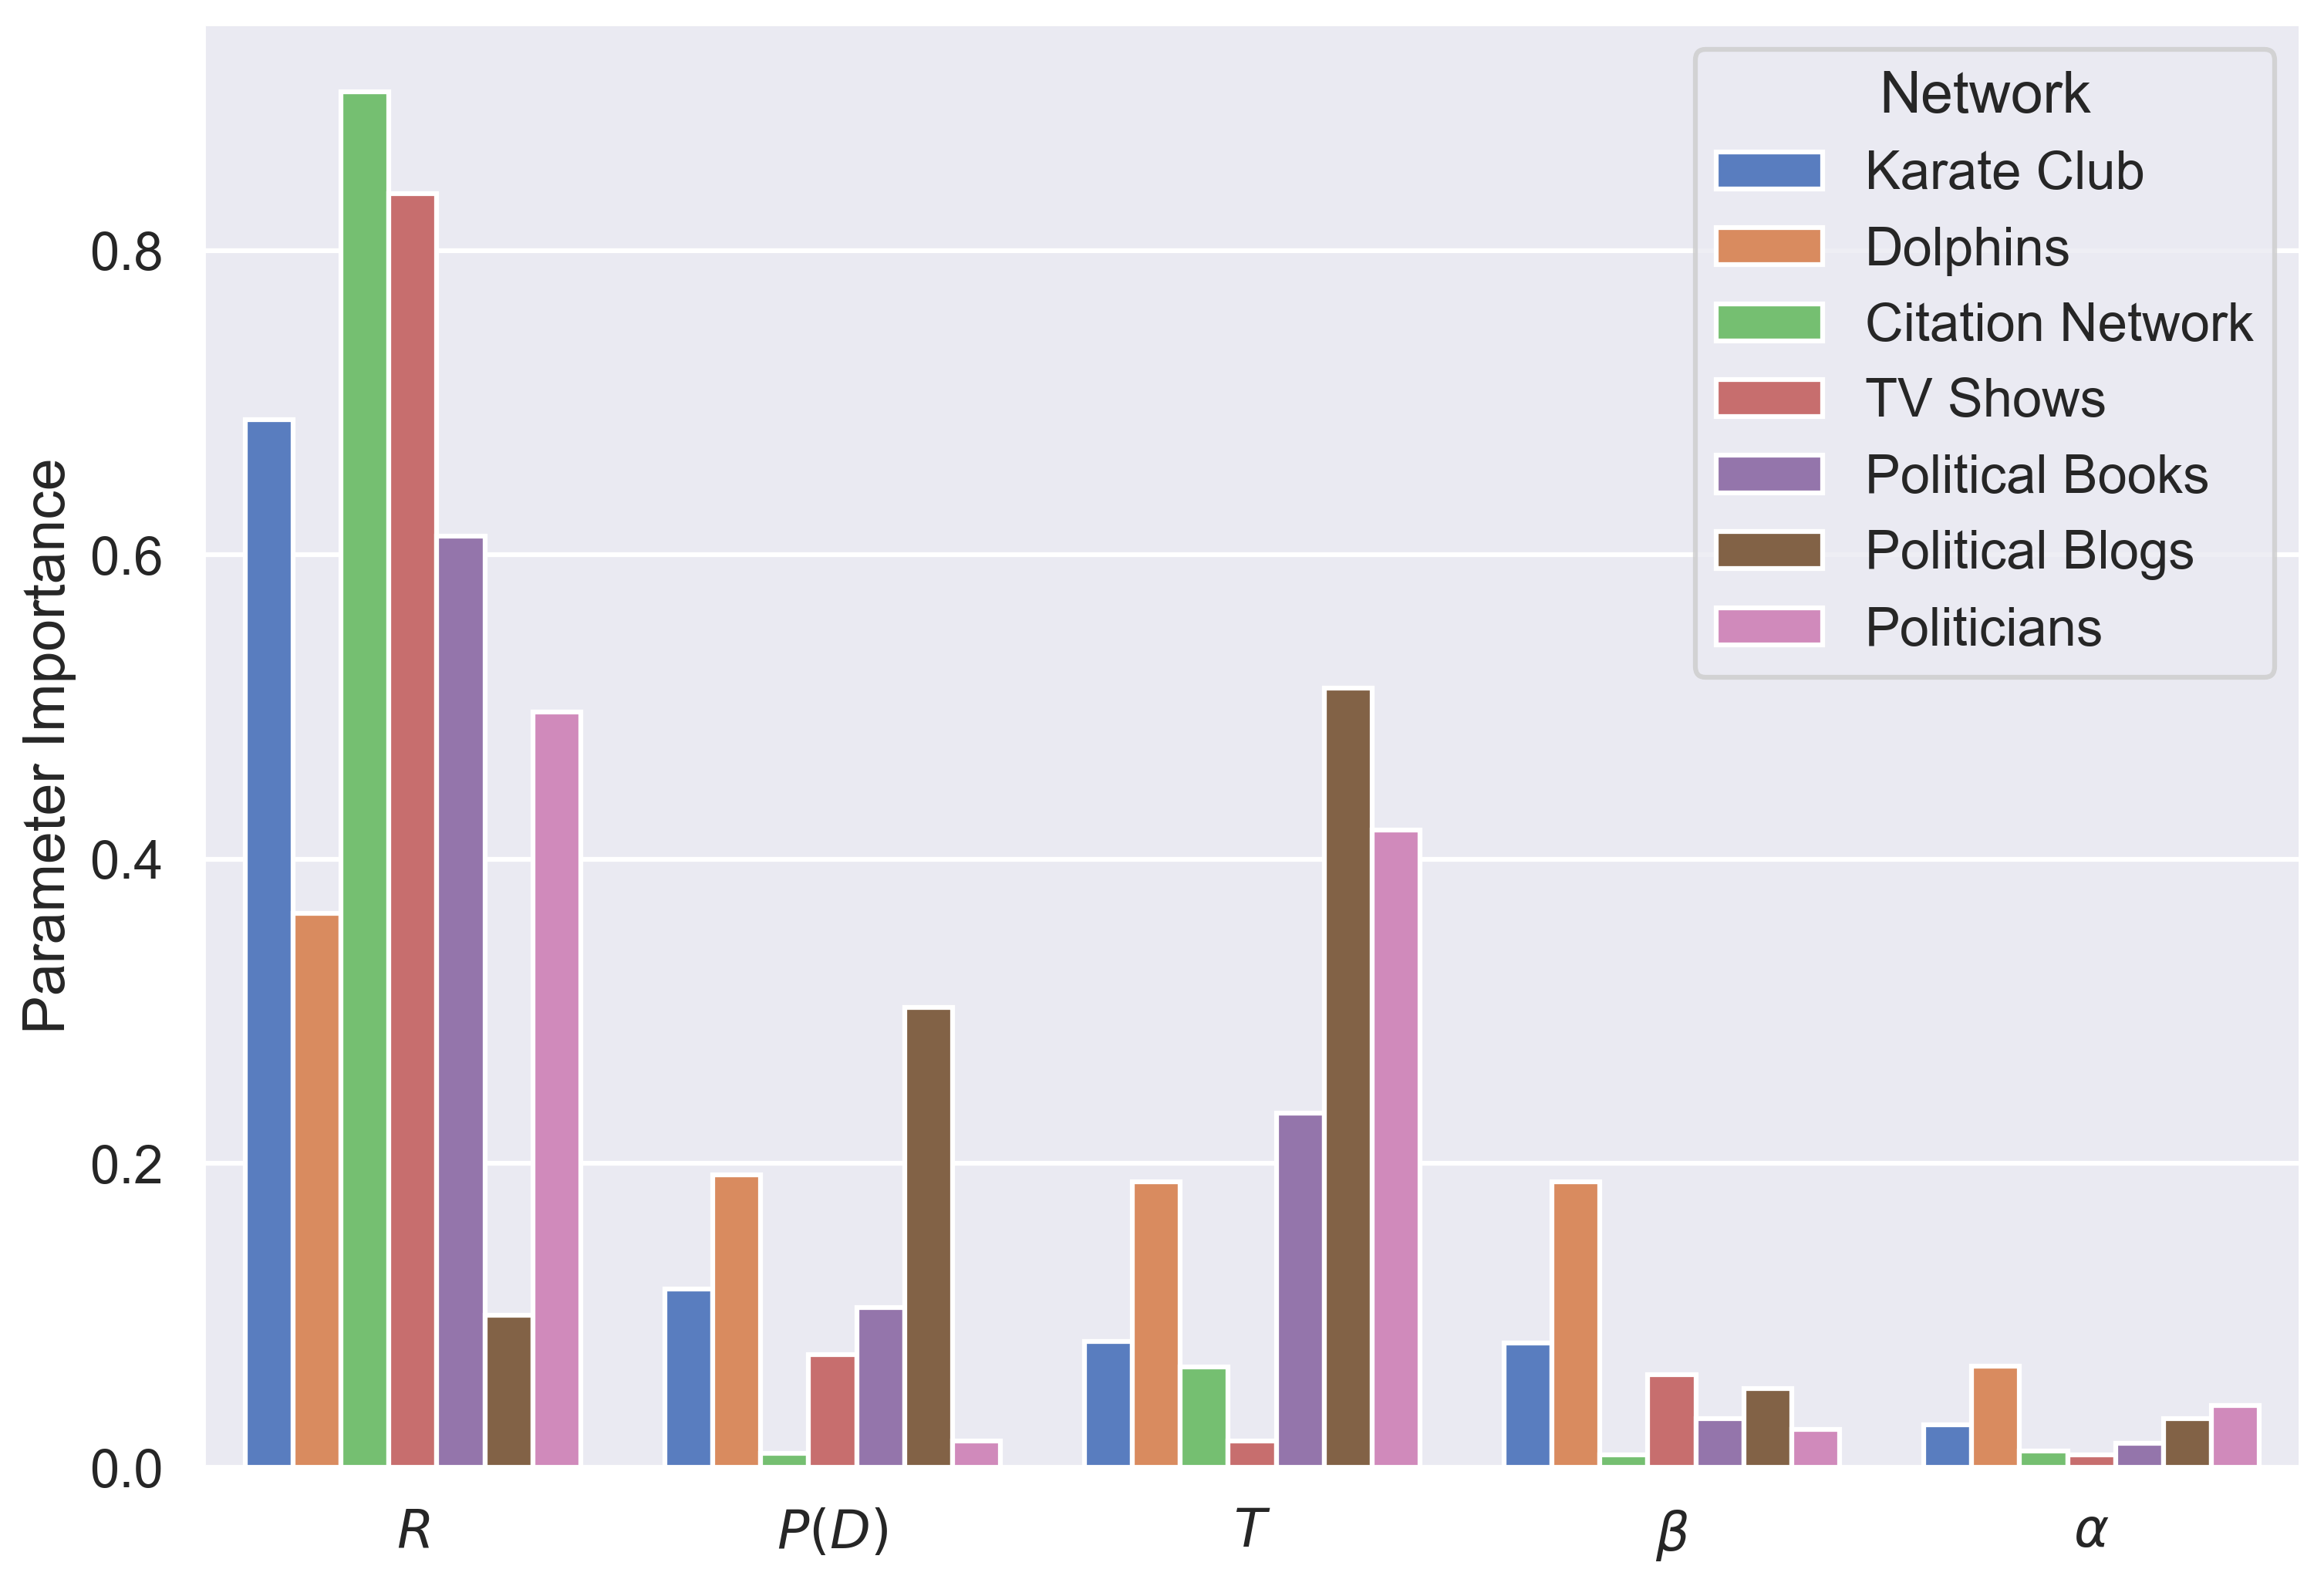 Network
Karate Club
Dolphins
Citation Network
TV Shows
Political Books
Political Blogs
Politicians
Parameter Importance
0.8
0.6
0.4
0.2
0.0
R
P(D)
T
β
α